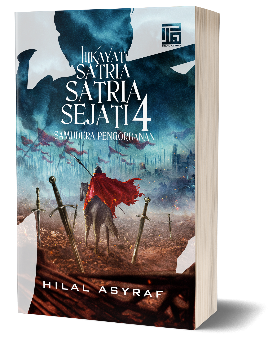 HIKAYAT
SATRIA
SATRIA
SEJATI 4
SAMUDERA PENGORBANAN
HILAL ASYRAF